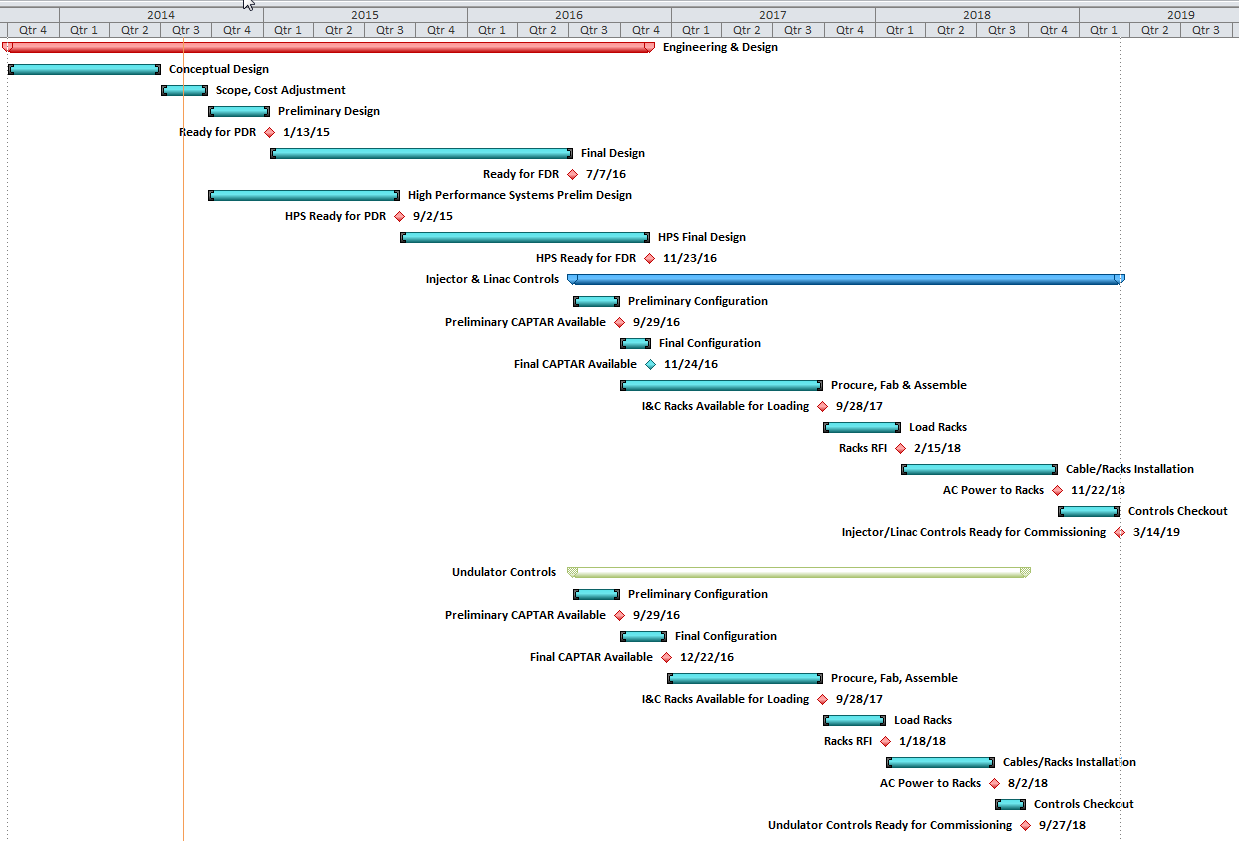 2014 2015 2016 2017 2018 2019
Qtr 4 Qtr 1 Qtr 2 Qtr 3 Qtr 4 Qtr 1 Qtr 2 Qtr 3 Qtr 4 Qtr 1 Qtr 2 Qtr 3 Qtr 4 Qtr 1 Qtr 2 Qtr 3 Qtr 4 Qtr 1 Qtr 2 Qtr 3 Qtr 4 Qtr 1 Qtr 2 Qtr 3
Engineering & Design
Conceptual Design
Scope, Cost Adjustment
Preliminary Design
Ready for PDR 1/13/15
Final Design
Ready for FDR 7/7/16
High Performance Systems Prelim Design
HPS Ready for PDR 9/2/15
HPS Final Design
HPS Ready for FDR 11/23/16
Injector & Linac Controls
Preliminary Configuration
Preliminary CAPTAR Available 9/29/16
Final Configuration
Final CAPTAR Available 11/24/16
Procure, Fab & Assemble
I&C Racks Available for Loading 9/28/17
Load Racks
Racks RFI 2/15/18
Cable/Racks Installation
AC Power to Racks 11/22/18
Controls Checkout
Injector/Linac Controls Ready for Commissioning 3/14/19
Undulator Controls
Preliminary Configuration
Preliminary CAPTAR Available 9/29/16
Final Configuration
Final CAPTAR Available 12/22/16
Procure, Fab, Assemble
I&C Racks Available for Loading 9/28/17
Load Racks
Racks RFI 1/18/18
Cables/Racks Installation
AC Power to Racks 8/2/18
Controls Checkout
Undulator Controls Ready for Commissioning 9/27/18